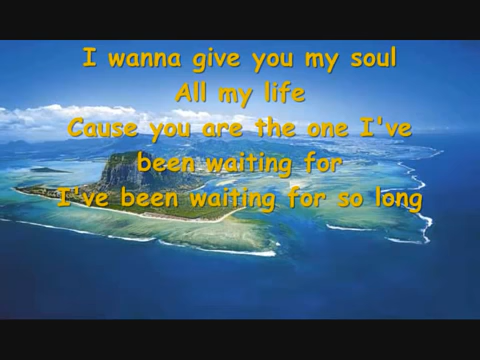 I wanna give you my soul
All my life
Cause you are the one I've
been waiting for
I've been waiting for so long